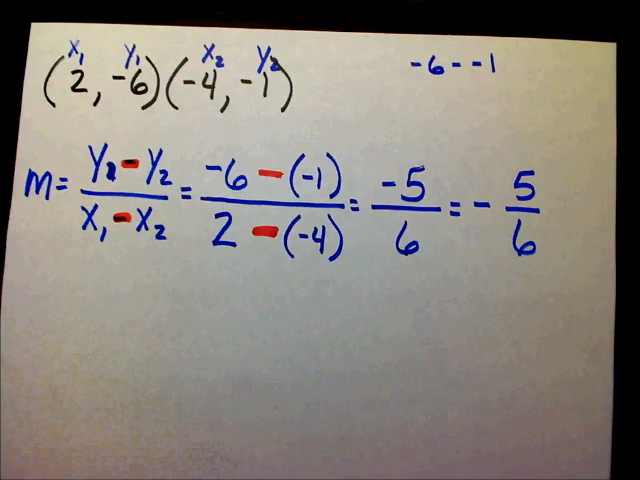 x₁ y₁ x₂ y₂
(2, -6)(-4, -1) -6 - -1
m = y₁ - y₂ / x₁ - x₂ = -6 - (-1) / 2 - (-4) = -5 / 6 = - 5 / 6